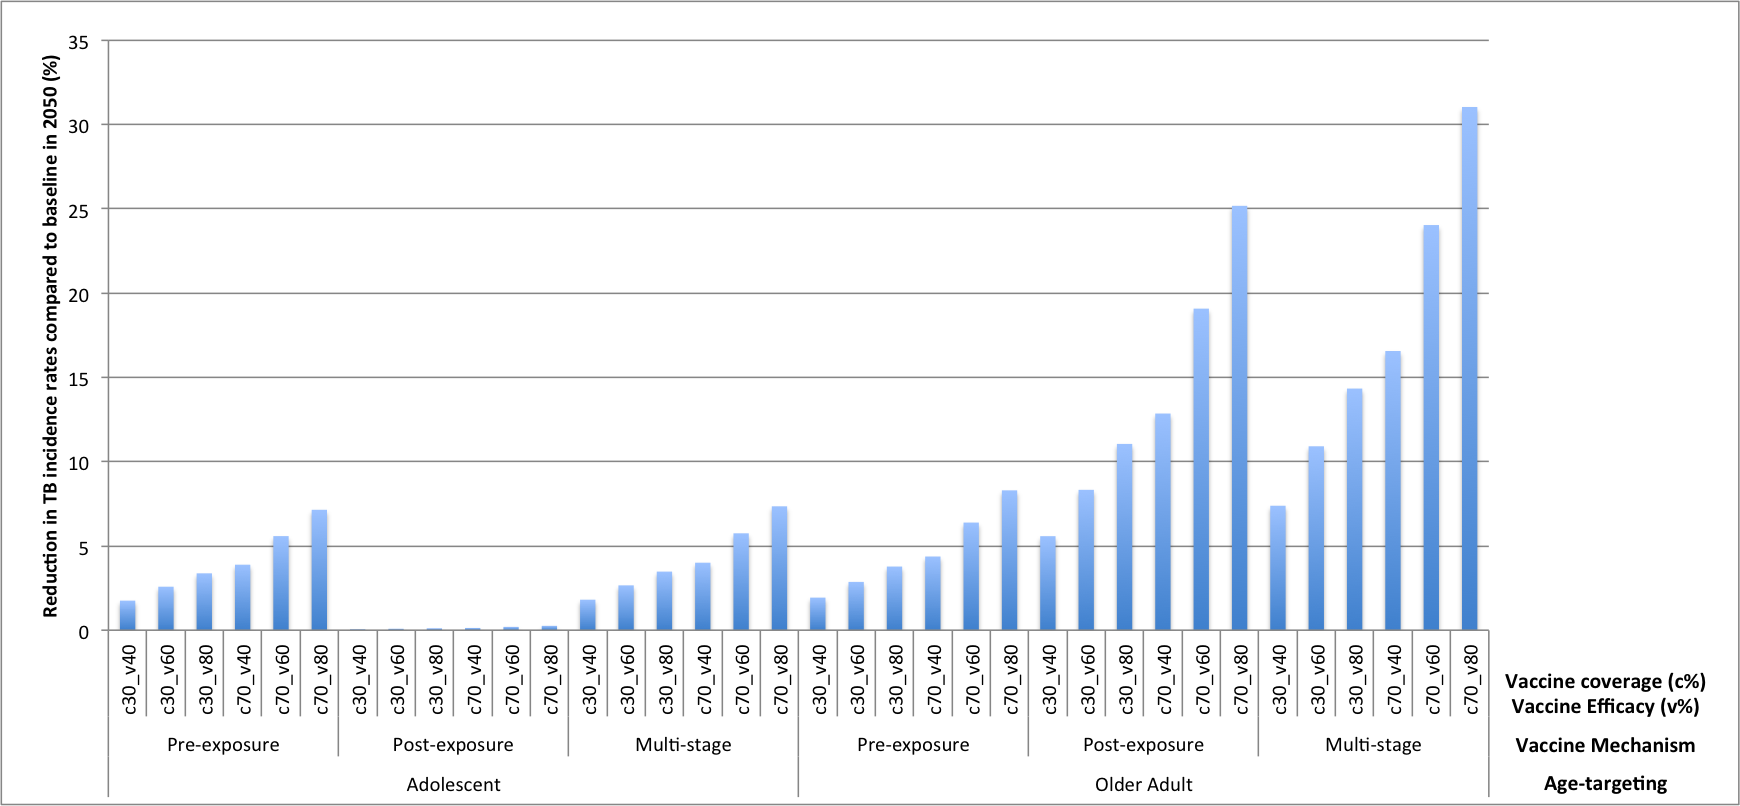 Reduction in TB incidence rates compared to baseline in 2050 (%)
35
30
25
20
15
10
5
0
c30_v40
c30_v60
c30_v80
c70_v40
c70_v60
c70_v80
c30_v40
c30_v60
c30_v80
c70_v40
c70_v60
c70_v80
c30_v40
c30_v60
c30_v80
c70_v40
c70_v60
c70_v80
c30_v40
c30_v60
c30_v80
c70_v40
c70_v60
c70_v80
c30_v40
c30_v60
c30_v80
c70_v40
c70_v60
c70_v80
c30_v40
c30_v60
c30_v80
c70_v40
c70_v60
c70_v80
Vaccine coverage (c%)
Vaccine Efficacy (v%)
Pre-exposure
Post-exposure
Multi-stage
Pre-exposure
Post-exposure
Multi-stage
Vaccine Mechanism
Adolescent
Older Adult
Age-targeting